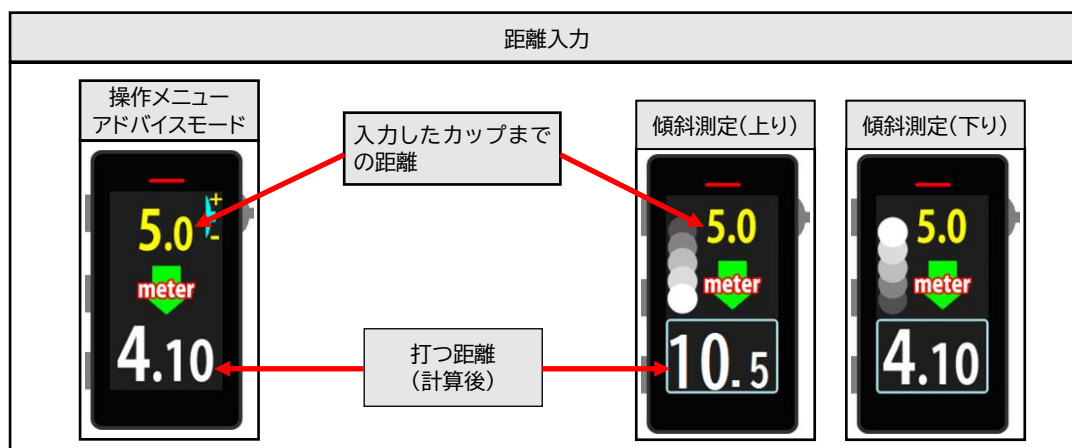 距離入力
操作メニュー
アドバイスモード
入力したカップまで
の距離
傾斜測定(上り)
傾斜測定(下り)
5.0
+
-
meter
4.10
打つ距離
(計算後)
5.0
meter
10.5
5.0
meter
4.10